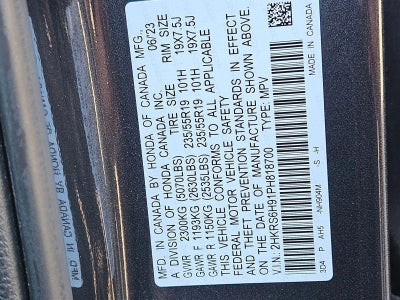 MFD. IN CANADA BY HONDA OF CANADA MFG. 06/23
A DIVISION OF HONDA CANADA INC.
TIRE SIZE RIM SIZE
GVWR 2300KG (5070LBS) 235/55R19 101H 19X7.5J
GAWR F 1193KG (2630LBS) 235/55R19 101H 19X7.5J
GAWR R 1150KG (2535LBS)
THIS VEHICLE CONFORMS TO ALL APPLICABLE
FEDERAL MOTOR VEHICLE SAFETY
AND THEFT PREVENTION STANDARDS IN EFFECT
ON THE DATE OF MANUFACTURE SHOWN ABOVE.
V.I.N: 2HKRS6H91PH818700 TYPE: MPV
3D4 P AH5 -NH904M -S -H
MADE IN CANADA